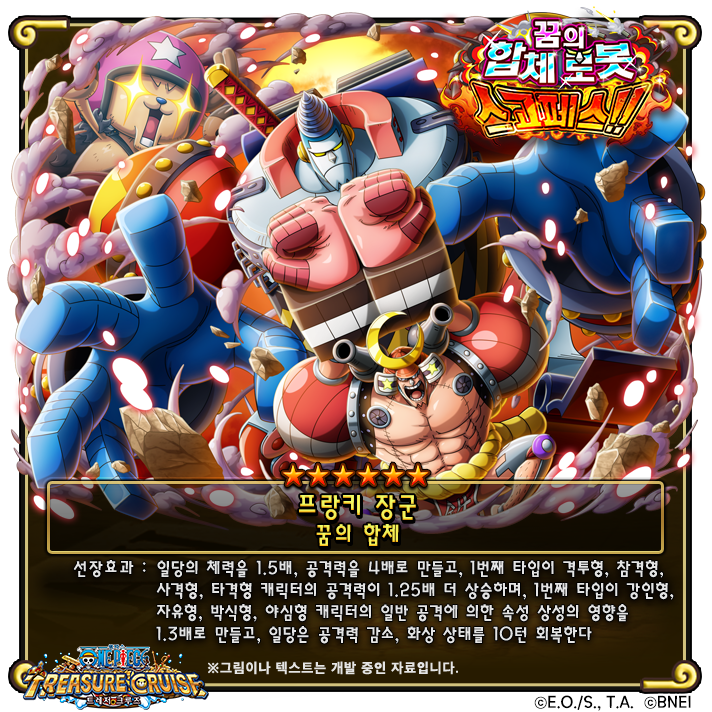 꿈의
합체 로봇
스고페스!!
프랑키 장군
꿈의 합체
선장효과 : 일당의 체력을 1.5배, 공격력을 4배로 만들고, 1번째 타입이 격투형, 참격형,
사격형, 타격형 캐릭터의 공격력이 1.25배 더 상승하며, 1번째 타입이 강인형,
자유형, 박식형, 야심형 캐릭터의 일반 공격에 의한 속성 상성의 영향을
1.3배로 만들고, 일당은 공격력 감소, 화상 상태를 10턴 회복한다
※그림이나 텍스트는 개발 중인 자료입니다.
ONE PIECE
TREASURE CRUISE
트레저 크루즈
©E.O./S., T.A. ©BNEI